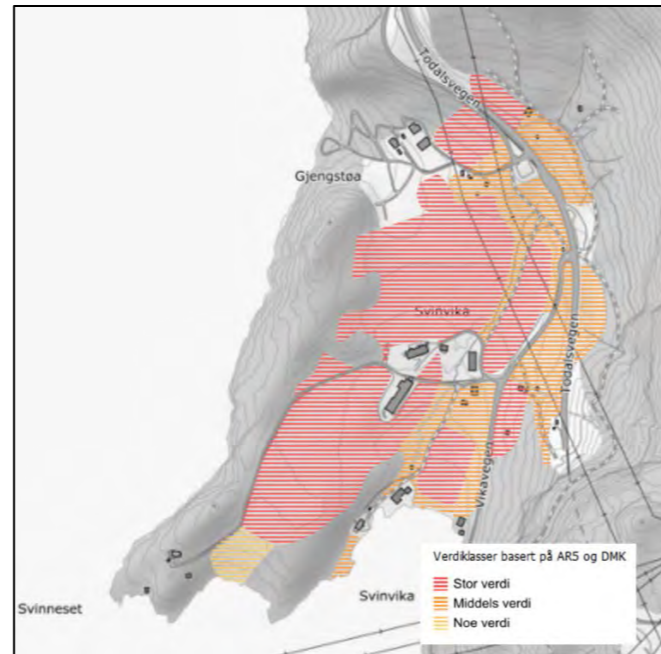 Todalsvegen
Gjengstøa
Svinvika
Todalsvegen
Vikavegen
Verdiklasser basert på AR5 og DMK
Stor verdi
Middels verdi
Noe verdi
Svinneset
Svinvika